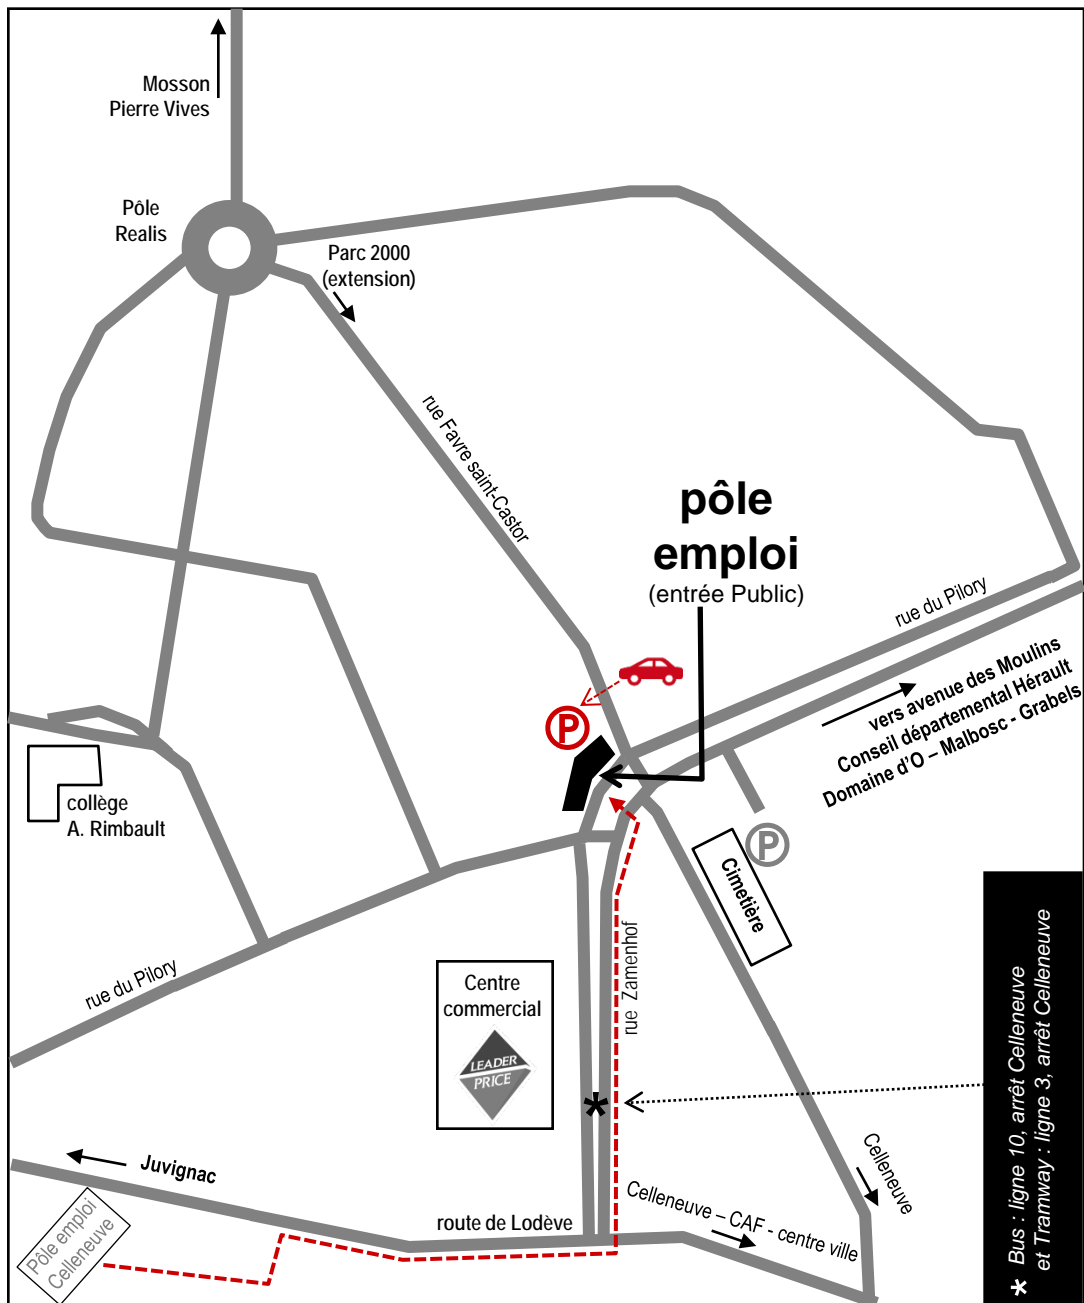 Mosson
Pierre Vives
Pôle
Realis
Parc 2000
(extension)
rue Favre saint-Castor
pôle
emploi
(entrée Public)
rue du Pilory
vers avenue des Moulins
Conseil départemental Hérault
Domaine d'O – Malbosc - Grabels
P
collège
A. Rimbault
P
Cimetière
rue du Pilory
Centre
commercial
LEADER
PRICE
rue Zamenhof
* Bus : ligne 10, arrêt Celleneuve
et Tramway : ligne 3, arrêt Celleneuve
*
Juvignac
Celleneuve
Pôle emploi
Celleneuve
route de Lodève
Celleneuve – CAF - centre ville